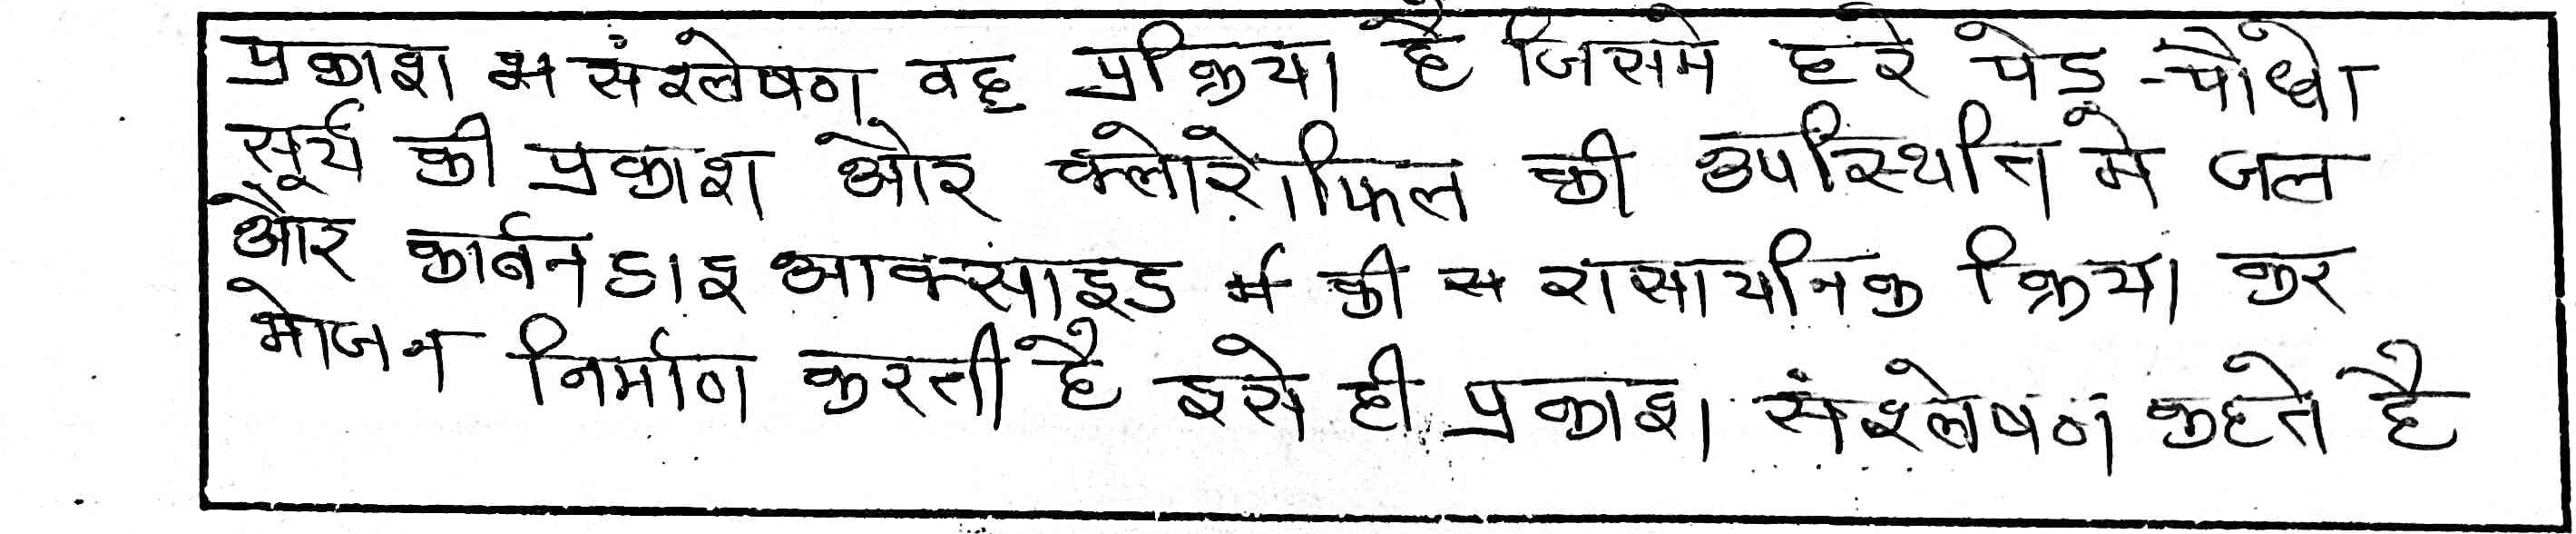 प्रकाश संश्लेषण वह प्रक्रिया है जिसमे हरे पेड़-पौधो
सूर्य की प्रकाश और क्लोरोफिल की उपस्थिति मे जल
और कार्बनडाइआक्साइड की रासायनिक क्रिया कर
भोजन निर्माण करती है इसे ही प्रकाश संश्लेषण कहते है